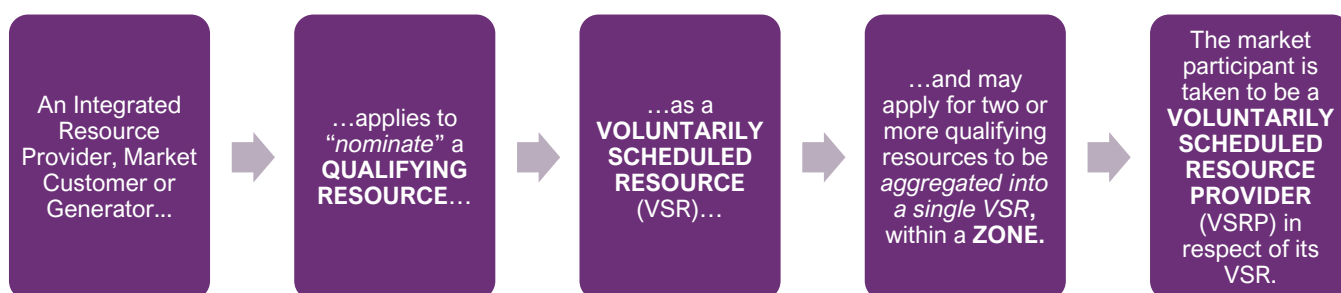 An Integrated
Resource
Provider, Market
Customer or
Generator...
…applies to
“nominate” a
QUALIFYING
RESOURCE…
…as a
VOLUNTARILY
SCHEDULED
RESOURCE
(VSR)…
…and may
apply for two or
more qualifying
resources to be
aggregated into
a single VSR,
within a ZONE.
The market
participant is
taken to be a
VOLUNTARILY
SCHEDULED
RESOURCE
PROVIDER
(VSRP) in
respect of its
VSR.